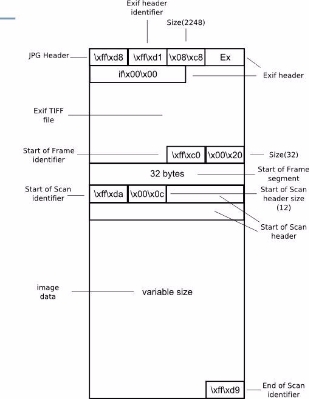 Exif header
identifier
Size(2248)
JPG Header
\xff\xd8
\xff\xd1
\x08\xc8
Ex
if\x00\x00
Exif header
Exif TIFF
file
Start of Frame
identifier
\xff\xc0
\x00\x20
Size(32)
32 bytes
Start of Frame
segment
Start of Scan
identifier
\xff\xda
\x00\x0c
Start of Scan
header size
(12)
Start of Scan
header
image
data
variable size
\xff\xd9
End of Scan
identifier